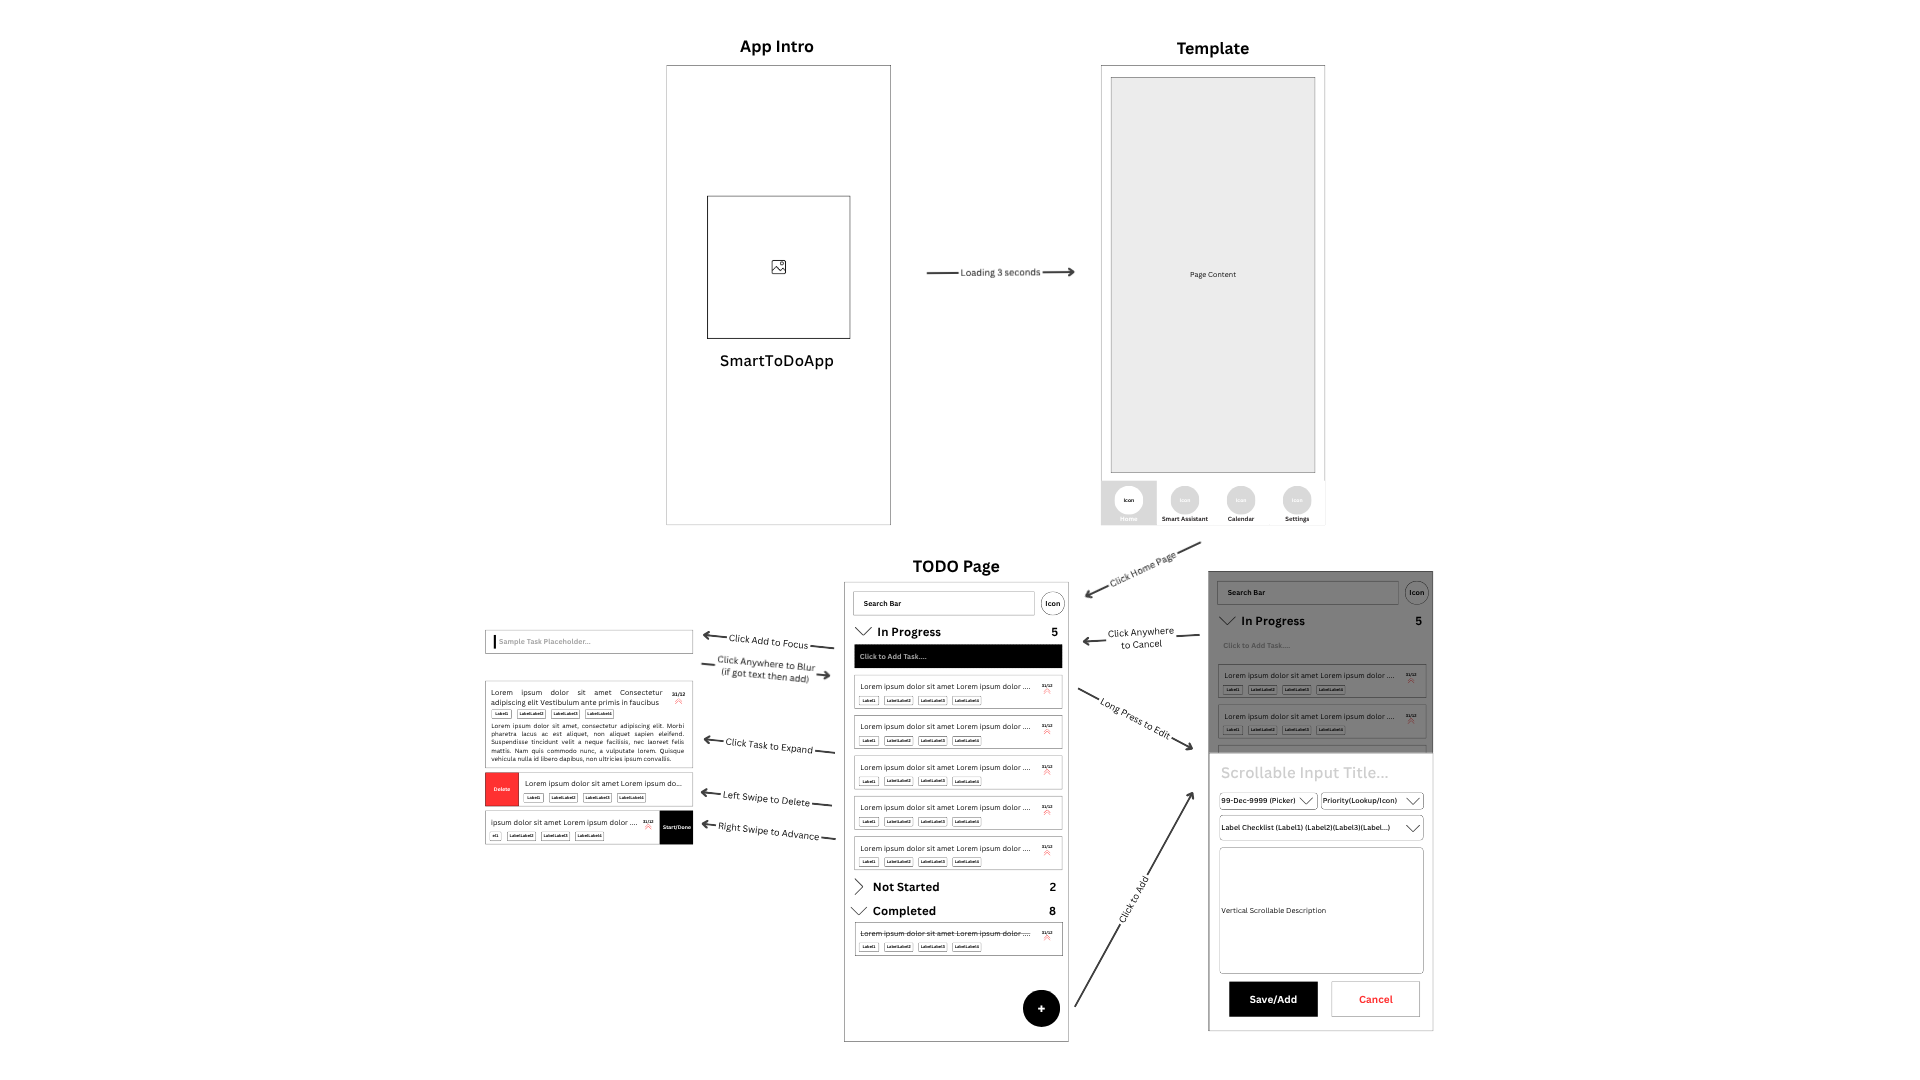 App Intro
Template
SmartToDoApp
Loading 3 seconds
Page Content
Icon
Home
Smart Assistant
Calendar
Settings
Click Home Page
TODO Page
Search Bar
Icon
In Progress
5
Click to Add Task....
Lorem ipsum dolor sit amet Lorem ipsum dolor ....
31/12
Label1
LabelLabel2
LabelLabel3
LabelLabel4
Lorem ipsum dolor sit amet Lorem ipsum dolor ....
31/12
Label1
LabelLabel2
LabelLabel3
LabelLabel4
Lorem ipsum dolor sit amet Lorem ipsum dolor ....
31/12
Label1
LabelLabel2
LabelLabel3
LabelLabel4
Lorem ipsum dolor sit amet Lorem ipsum dolor ....
31/12
Label1
LabelLabel2
LabelLabel3
LabelLabel4
Lorem ipsum dolor sit amet Lorem ipsum dolor ....
31/12
Label1
LabelLabel2
LabelLabel3
LabelLabel4
Not Started
2
Completed
8
Lorem ipsum dolor sit amet Lorem ipsum dolor ....
31/12
Label1
LabelLabel2
LabelLabel3
LabelLabel4
+
Click Add to Focus
Click Anywhere to Blur
(if got text then add)
Click Task to Expand
Left Swipe to Delete
Right Swipe to Advance
Sample Task Placeholder...
Lorem ipsum dolor sit amet Consectetur
adipiscing elit Vestibulum ante primis in faucibus
31/12
Label1
LabelLabel2
LabelLabel3
LabelLabel4
Lorem ipsum dolor sit amet, consectetur adipiscing elit. Morbi
pharetra lacus ac est aliquet, non aliquet sapien eleifend.
Suspendisse tincidunt velit a neque facilisis, nec laoreet felis
mattis. Nam quis commodo nunc, a vulputate lorem. Quisque
vehicula nulla id libero dapibus, non ultricies ipsum convallis.
Delete
Lorem ipsum dolor sit amet Lorem ipsum do...
Label1
LabelLabel2
LabelLabel3
LabelLabel4
ipsum dolor sit amet Lorem ipsum dolor ....
31/12
el1
LabelLabel2
LabelLabel3
LabelLabel4
Start/Done
Click Anywhere
to Cancel
Long Press to Edit
Click to Add
Search Bar
Icon
In Progress
5
Click to Add Task....
Lorem ipsum dolor sit amet Lorem ipsum dolor ....
31/12
Label1
LabelLabel2
LabelLabel3
LabelLabel4
Lorem ipsum dolor sit amet Lorem ipsum dolor ....
31/12
Label1
LabelLabel2
LabelLabel3
LabelLabel4
Scrollable Input Title...
99-Dec-9999 (Picker)
Priority(Lookup/Icon)
Label Checklist (Label1) (Label2)(Label3)(Label...)
Vertical Scrollable Description
Save/Add
Cancel